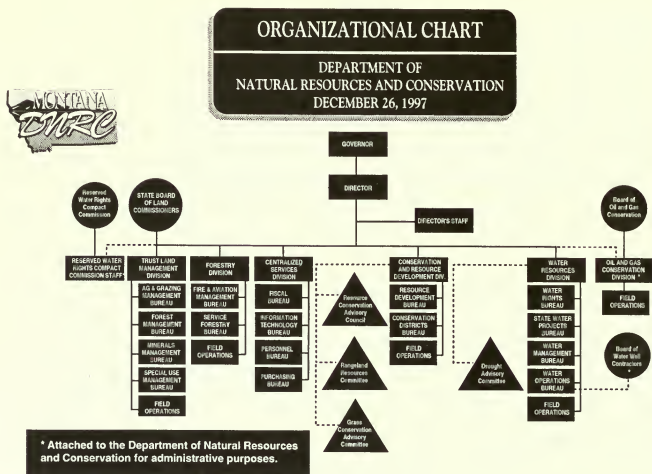 ORGANIZATIONAL CHART
DEPARTMENT OF
NATURAL RESOURCES AND CONSERVATION
DECEMBER 26, 1997
MONTANA
DNRC
GOVERNOR
DIRECTOR
DIRECTOR'S STAFF
Reserved
Water Rights
Compact
Commission
STATE BOARD
OF LAND
COMMISSIONERS
Board of
Oil and Gas
Conservation
RESERVED WATER
RIGHTS COMPACT
COMMISSION STAFF*
TRUST LAND
MANAGEMENT
DIVISION
AG & GRAZING
MANAGEMENT
BUREAU
FOREST
MANAGEMENT
BUREAU
MINERALS
MANAGEMENT
BUREAU
SPECIAL USE
MANAGEMENT
BUREAU
FIELD
OPERATIONS
FORESTRY
DIVISION
FIRE & AVIATION
MANAGEMENT
BUREAU
SERVICE
FORESTRY
BUREAU
FIELD
OPERATIONS
CENTRALIZED
SERVICES
DIVISION
FISCAL
BUREAU
INFORMATION
TECHNOLOGY
BUREAU
PERSONNEL
BUREAU
PURCHASING
BUREAU
Resource
Conservation
Advisory
Council
Rangeland
Resources
Committee
Grass
Conservation
Advisory
Committee
CONSERVATION
AND RESOURCE
DEVELOPMENT DIV.
RESOURCE
DEVELOPMENT
BUREAU
CONSERVATION
DISTRICTS
BUREAU
FIELD
OPERATIONS
Drought
Advisory
Committee
WATER
RESOURCES
DIVISION
WATER
RIGHTS
BUREAU
STATE WATER
PROJECTS
BUREAU
WATER
MANAGEMENT
BUREAU
WATER
OPERATIONS
BUREAU
FIELD
OPERATIONS
OIL AND GAS
CONSERVATION
DIVISION *
FIELD
OPERATIONS
Board of
Water Well
Contractors
*
* Attached to the Department of Natural Resources
and Conservation for administrative purposes.